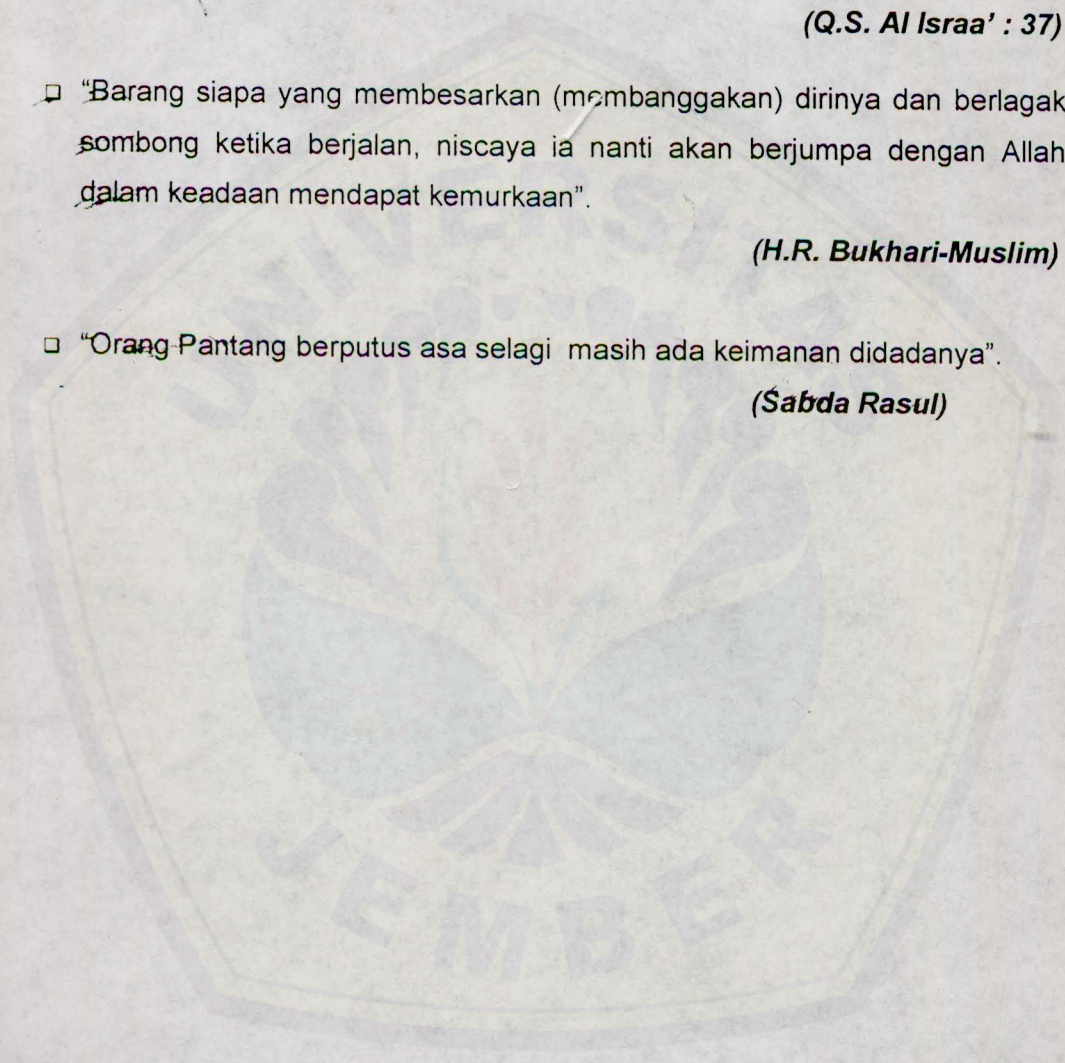 (Q.S. Al Israa' : 37)
□ "Barang siapa yang membesarkan (membanggakan) dirinya dan berlagak
sombong ketika berjalan, niscaya ia nanti akan berjumpa dengan Allah
dalam keadaan mendapat kemurkaan".
(H.R. Bukhari-Muslim)
□ "Orang Pantang berputus asa selagi masih ada keimanan didadanya".
(Sabda Rasul)
UNIVERSITAS
JEMBER